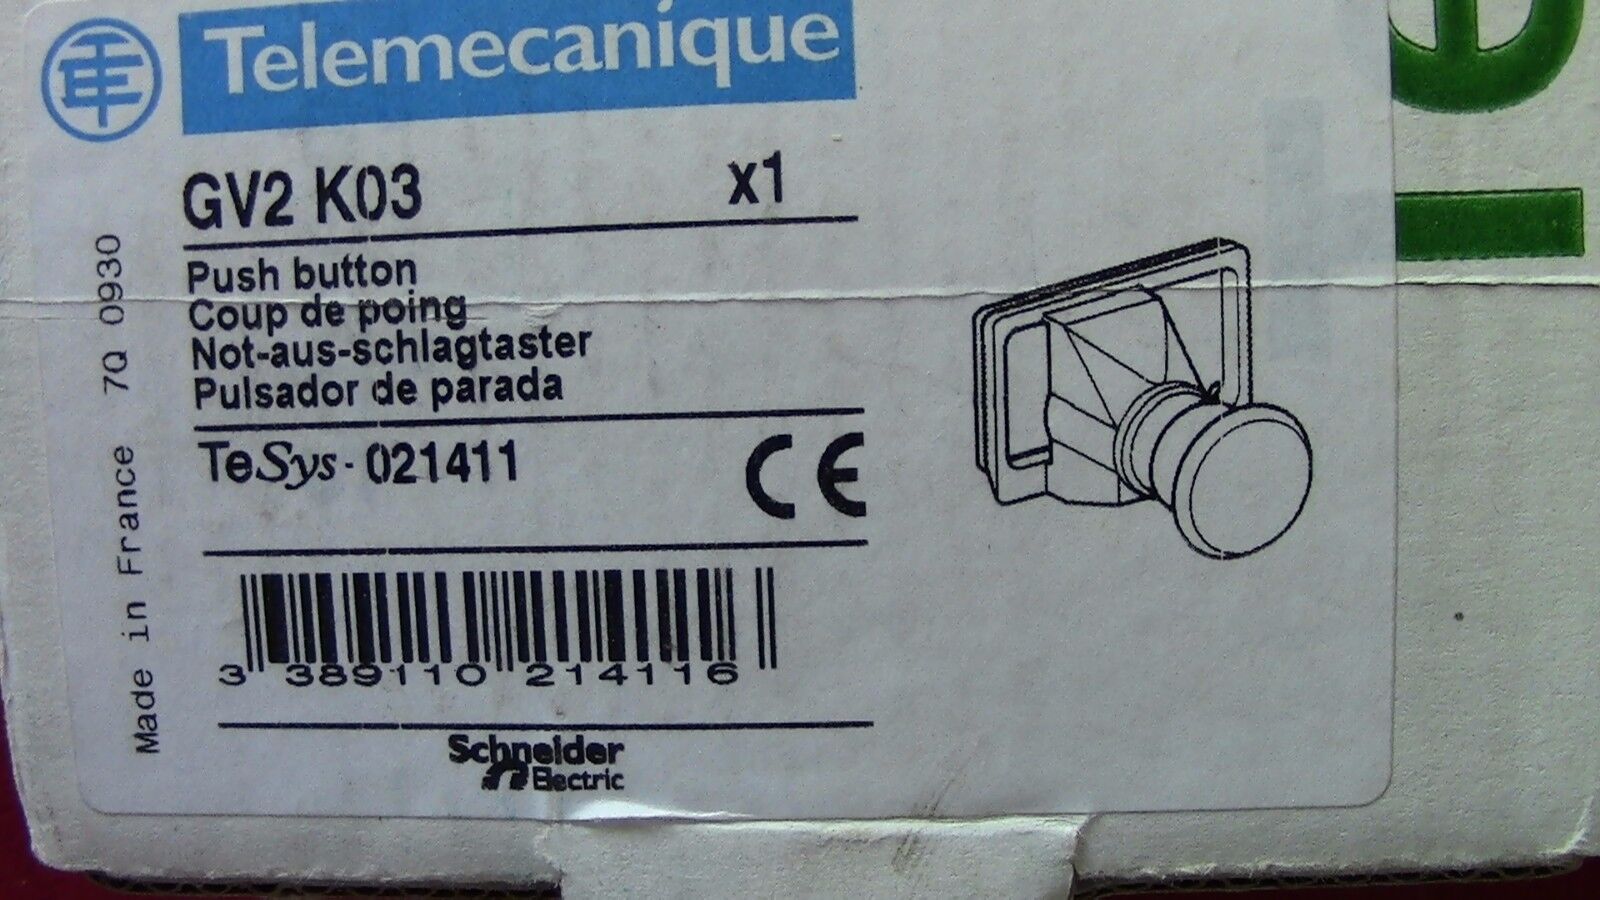 Telemecanique
GV2 K03 x1
Push button
Coup de poing
Not-aus-schlagtaster
Pulsador de parada
TeSys - 021411
CE
3 389110 214116
Schneider
Electric
Made in France 7Q 0930